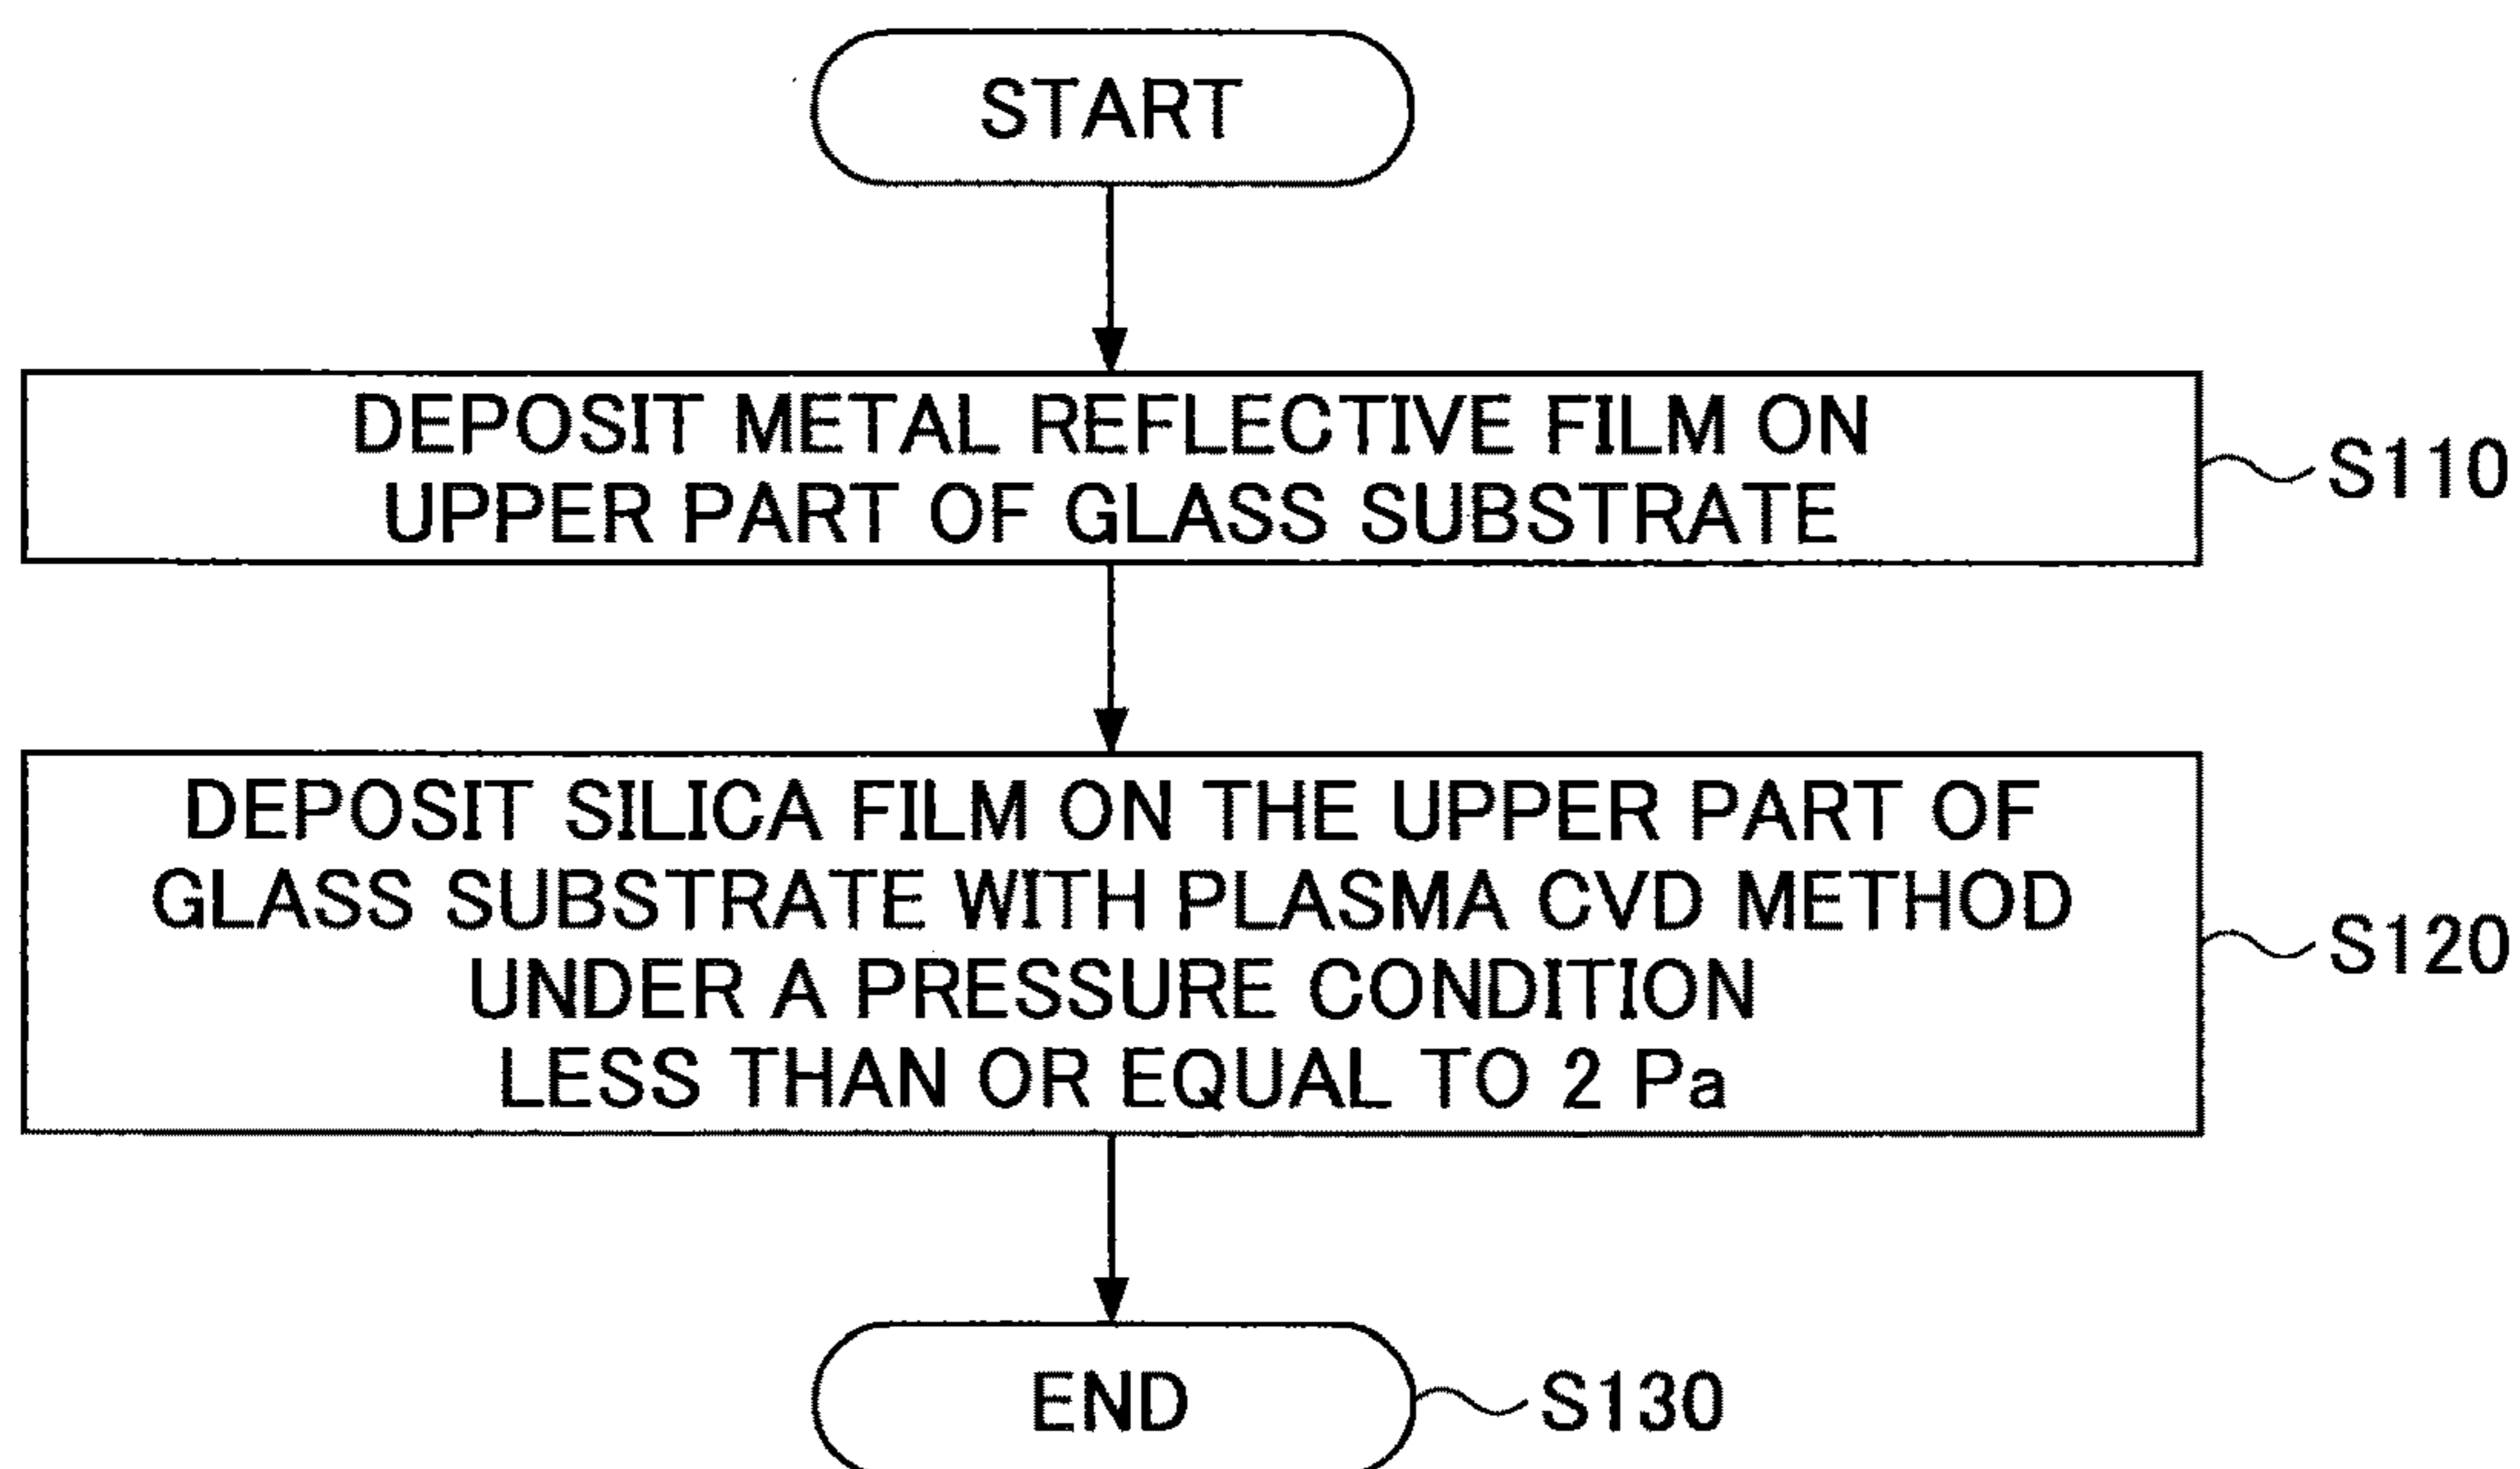 START
DEPOSIT METAL REFLECTIVE FILM ON
UPPER PART OF GLASS SUBSTRATE
S110
DEPOSIT SILICA FILM ON THE UPPER PART OF
GLASS SUBSTRATE WITH PLASMA CVD METHOD
UNDER A PRESSURE CONDITION
LESS THAN OR EQUAL TO 2 Pa
S120
END
S130